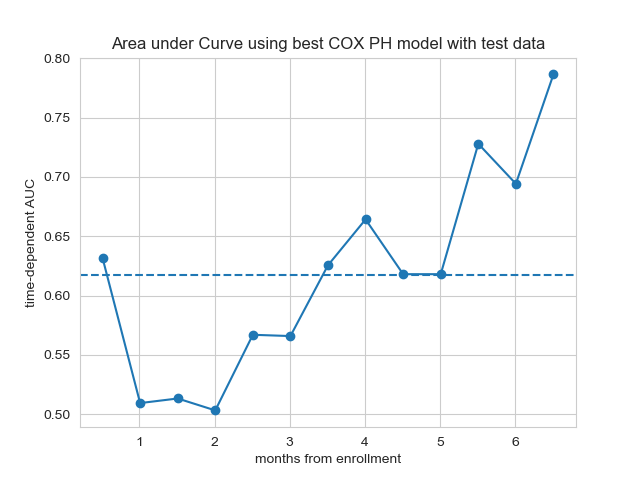 Area under Curve using best COX PH model with test data
time-dependent AUC
0.80
0.75
0.70
0.65
0.60
0.55
0.50
1 2 3 4 5 6
months from enrollment